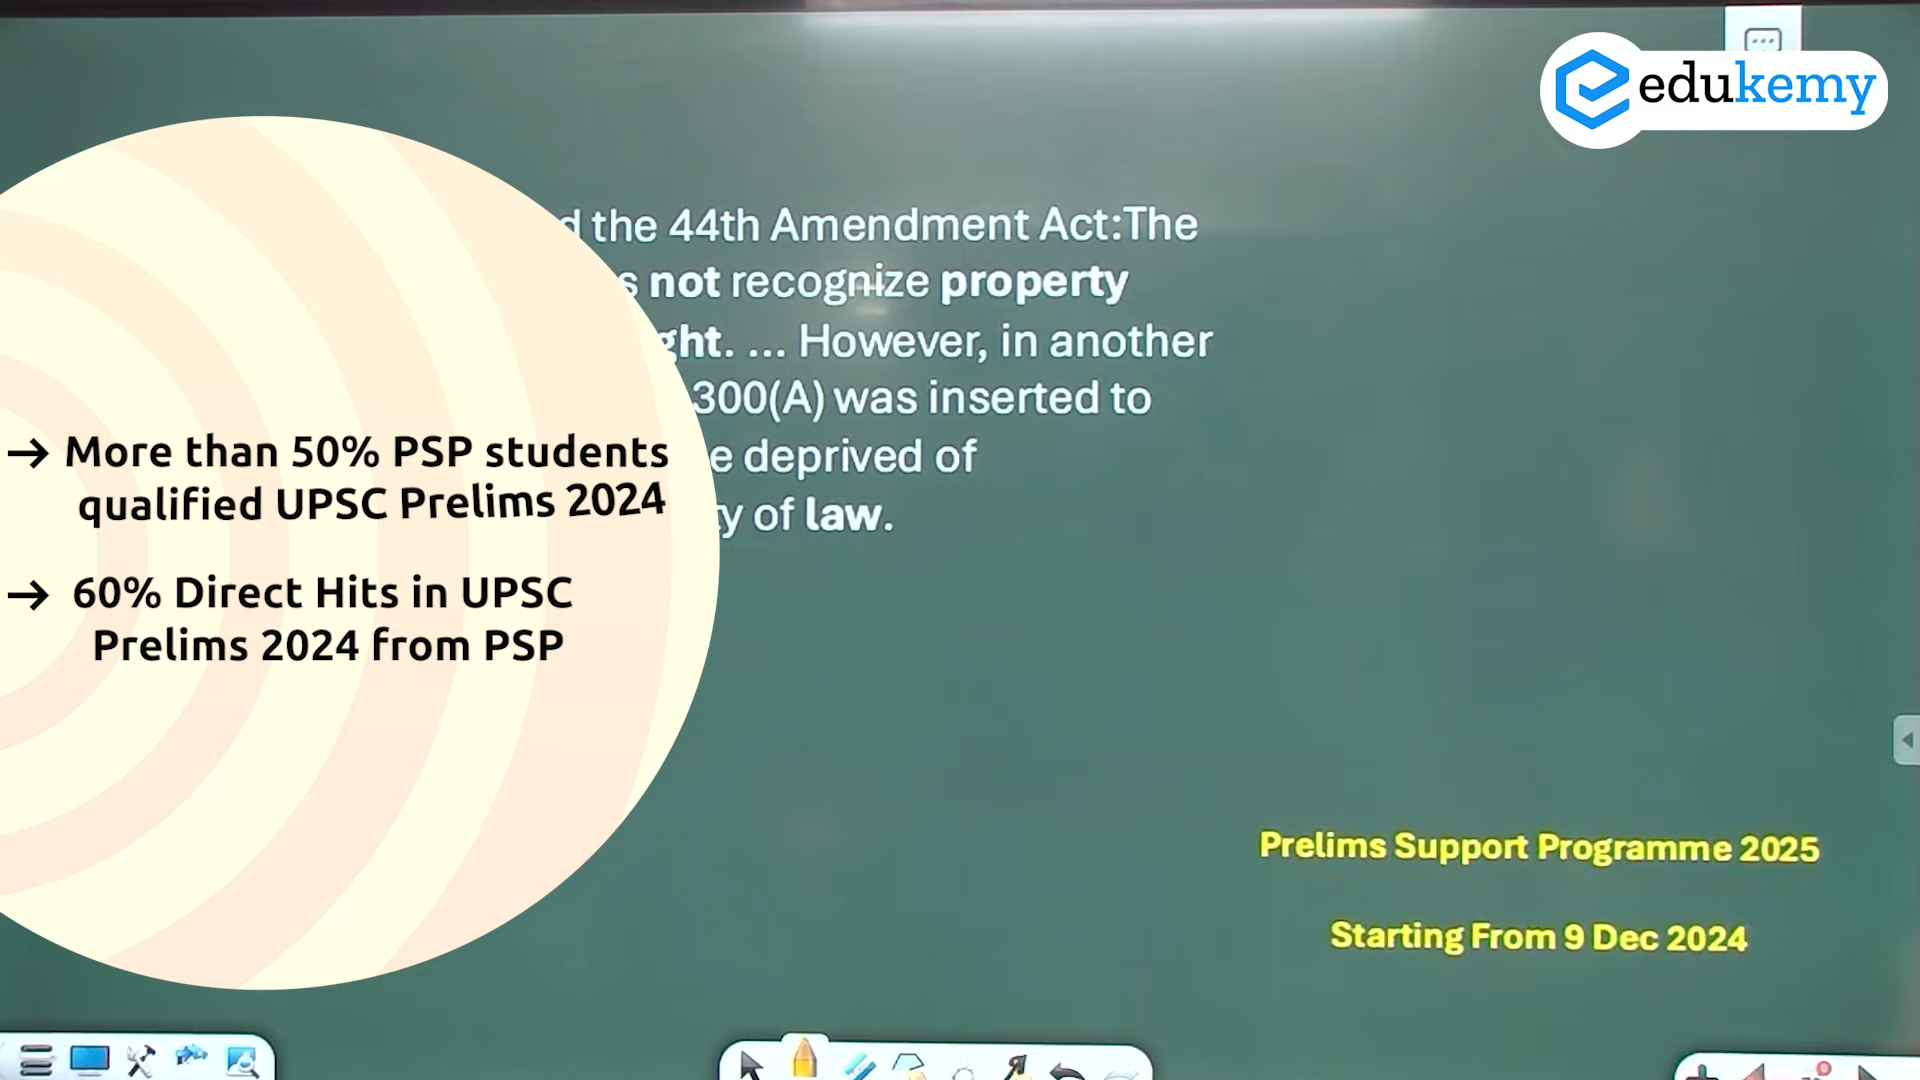 edukemy
the 44th Amendment Act:The
not recognize property
. ... However, in another
300(A) was inserted to
deprived of
of law.
→ More than 50% PSP students
qualified UPSC Prelims 2024
→ 60% Direct Hits in UPSC
Prelims 2024 from PSP
Prelims Support Programme 2025
Starting From 9 Dec 2024